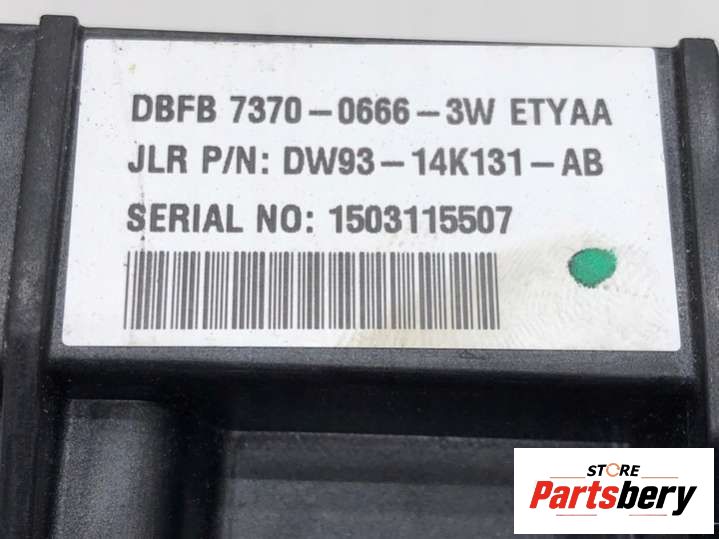 DBFB 7370-0666-3W ETYAA
JLR P/N: DW93-14K131-AB
SERIAL NO: 1503115507
STORE
Partsbery